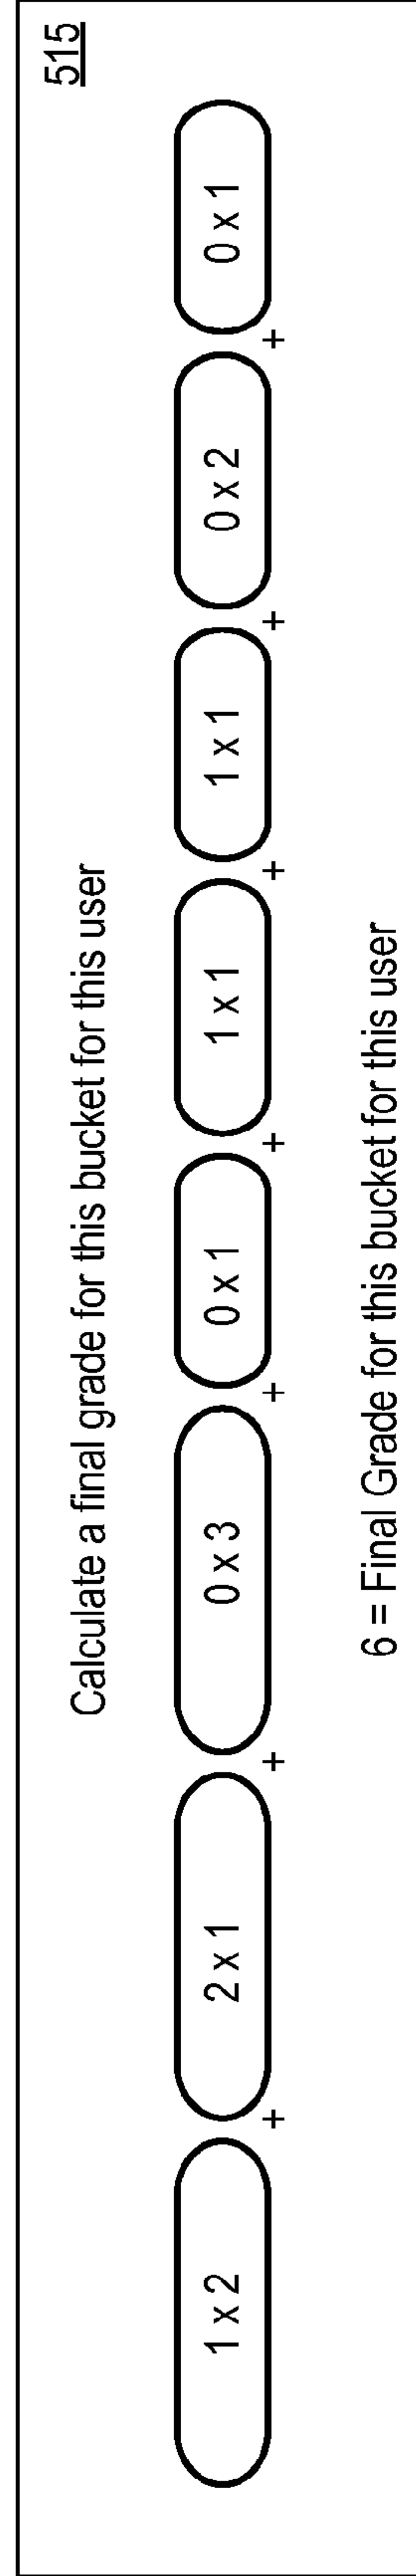 515
Calculate a final grade for this bucket for this user
1 x 2 + 2 x 1 + 0 x 3 + 0 x 1 + 1 x 1 + 1 x 1 + 0 x 2 + 0 x 1
6 = Final Grade for this bucket for this user